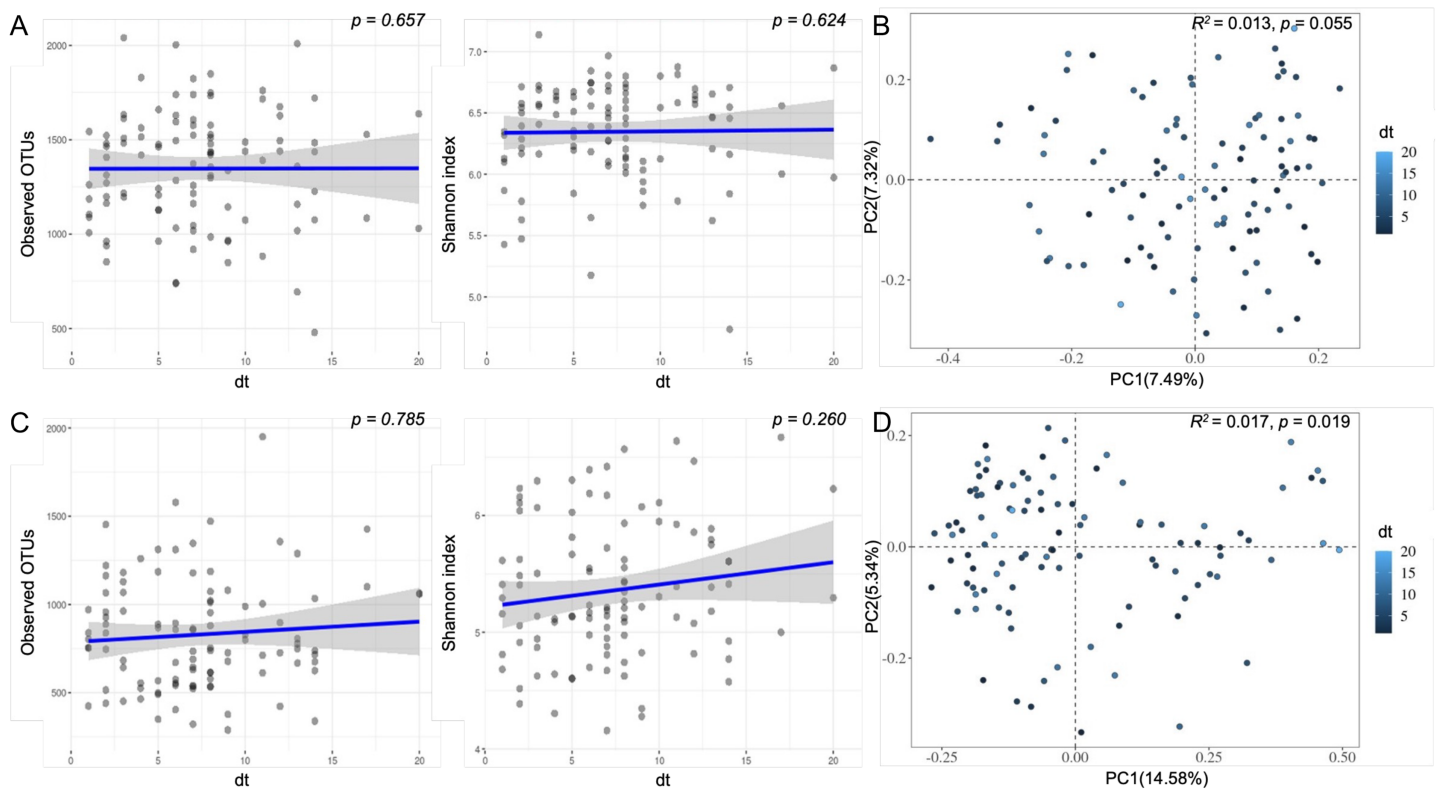 A
p = 0.657
Observed OTUs
2000
1500
1000
500
0
5
10
15
20
dt
p = 0.624
Shannon index
7.0
6.5
6.0
5.5
5.0
0
5
10
15
20
dt
B
R² = 0.013, p = 0.055
PC2(7.32%)
0.2
0.0
-0.2
-0.4
-0.2
0.0
0.2
PC1(7.49%)
dt
20
15
10
5
C
p = 0.785
Observed OTUs
2000
1500
1000
500
0
5
10
15
20
dt
p = 0.260
Shannon index
6
5
4
0
5
10
15
20
dt
D
R² = 0.017, p = 0.019
PC2(5.34%)
0.2
0.0
-0.2
-0.25
0.00
0.25
0.50
PC1(14.58%)
dt
20
15
10
5